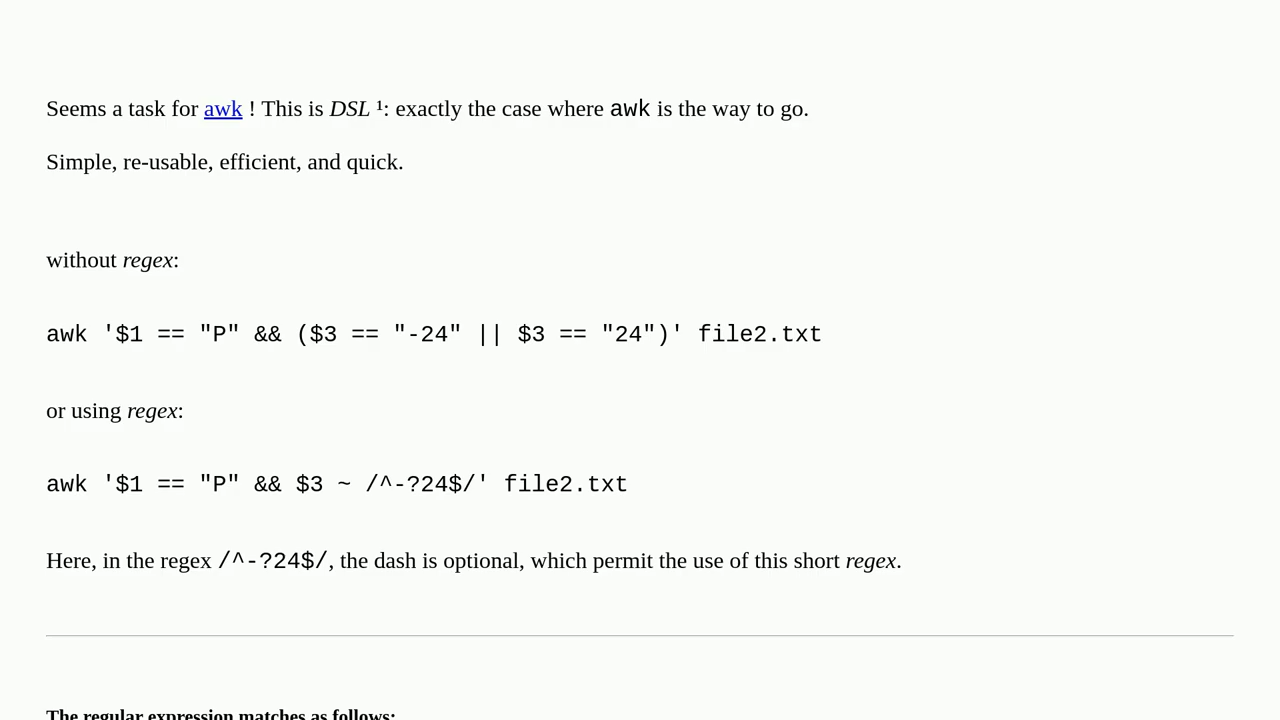 Seems a task for awk ! This is DSL ¹: exactly the case where awk is the way to go.
Simple, re-usable, efficient, and quick.
without regex:
awk '$1 == "P" && ($3 == "-24" || $3 == "24")' file2.txt
or using regex:
awk '$1 == "P" && $3 ~ /^-?24$/' file2.txt
Here, in the regex /^-?24$/, the dash is optional, which permit the use of this short regex.
The regular expression matches as follows: